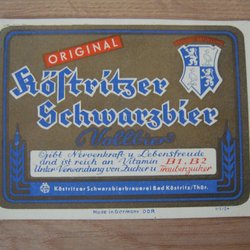 ORIGINAL
Köstritzer
Schwarzbier
(Vollbier)
Gibt Nervenkraft u. Lebensfreude
und ist reich an Vitamin B1, B2
Unter Verwendung von Zucker u. Traubenzucker
Köstritzer Schwarzbierbrauerei Bad Köstritz/Thür.
Made in Germany DDR